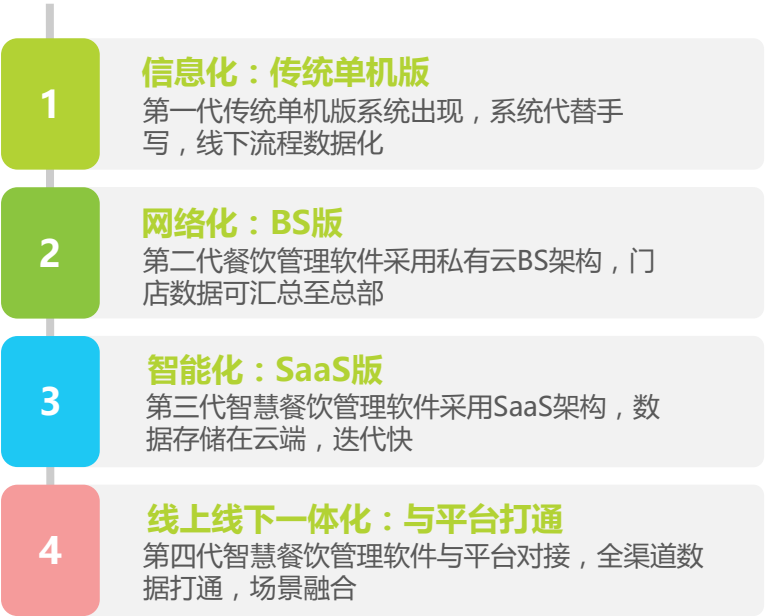 1
信息化：传统单机版
第一代传统单机版系统出现，系统代替手
写，线下流程数据化
2
网络化：BS版
第二代餐饮管理软件采用私有云BS架构，门
店数据可汇总至总部
3
智能化：SaaS版
第三代智慧餐饮管理软件采用SaaS架构，数
据存储在云端，迭代快
4
线上线下一体化：与平台打通
第四代智慧餐饮管理软件与平台对接，全渠道数
据打通，场景融合